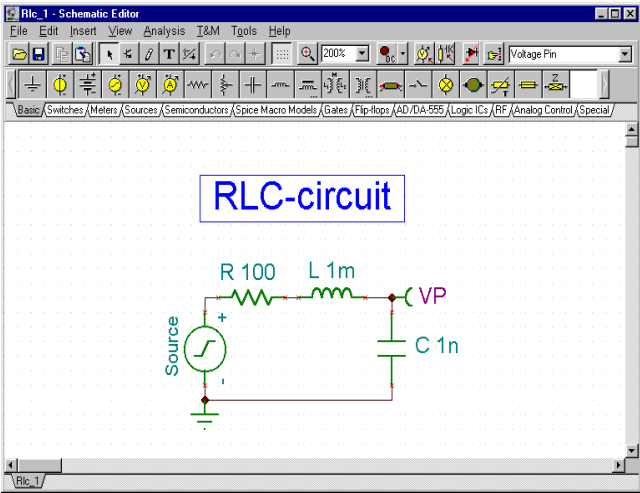 Rlc_1 - Schematic Editor
File Edit Insert View Analysis T&M Tools Help
200% DC Voltage Pin
Basic Switches Meters Sources Semiconductors Spice Macro Models Gates Flip-flops AD/DA-555 Logic ICs RF Analog Control Special
RLC-circuit
R 100 L 1m
VP
+
Source
C 1n
-
Rlc_1